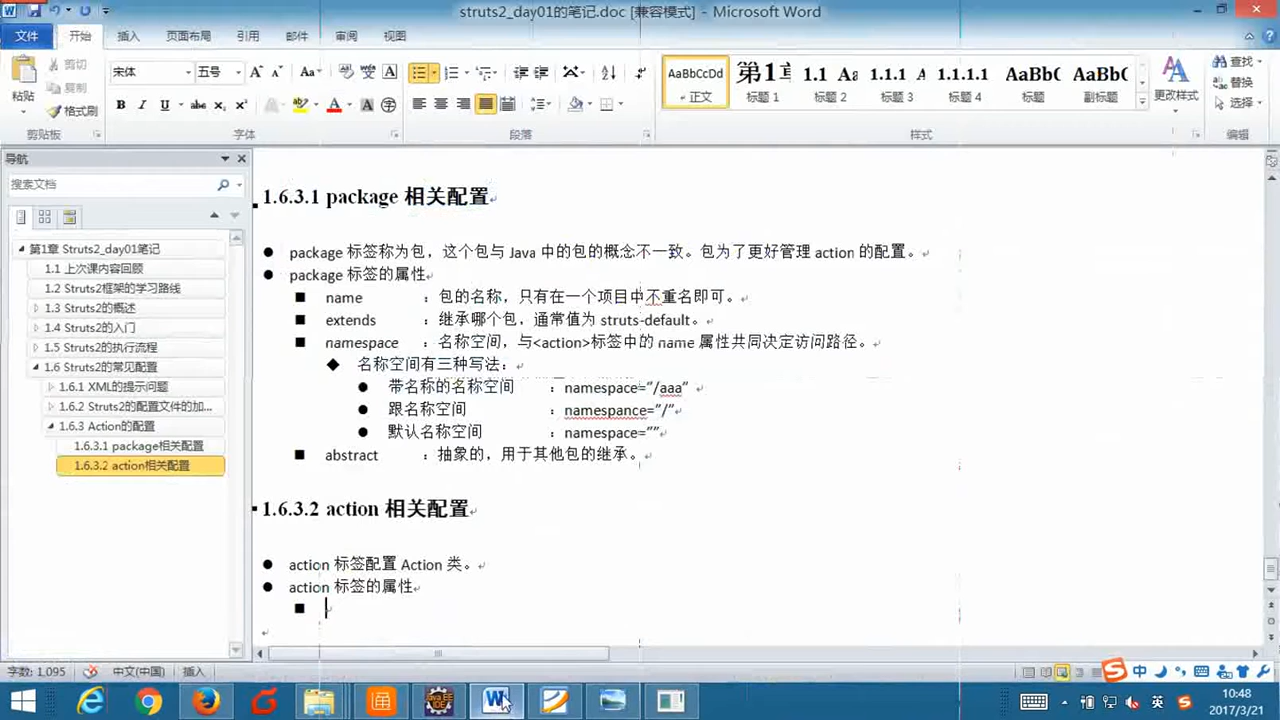 struts2_day01的笔记.doc [兼容模式] - Microsoft Word
文件 开始 插入 页面布局 引用 邮件 审阅 视图
粘贴 剪切 复制 格式刷 剪贴板
宋体 五号 字体
段落
AaBbCcDd 正文
第1章 标题 1
1.1 Aa 标题 2
1.1.1 A 标题 3
1.1.1.1 标题 4
AaBb( 标题
AaBb( 副标题
更改样式
样式
查找 替换 选择 编辑
导航
搜索文档
第1章 Struts2_day01笔记
1.1 上次课内容回顾
1.2 Struts2框架的学习路线
1.3 Struts2的概述
1.4 Struts2的入门
1.5 Struts2的执行流程
1.6 Struts2的常见配置
1.6.1 XML的提示问题
1.6.2 Struts2的配置文件的加...
1.6.3 Action的配置
1.6.3.1 package相关配置
1.6.3.2 action相关配置
1.6.3.1 package 相关配置
● package 标签称为包，这个包与 Java 中的包的概念不一致。包为了更好管理 action 的配置。
● package 标签的属性
■ name ：包的名称，只有在一个项目中不重名即可。
■ extends ：继承哪个包，通常值为 struts-default。
■ namespace ：名称空间，与<action>标签中的 name 属性共同决定访问路径。
◆ 名称空间有三种写法：
● 带名称的名称空间 ：namespace=”/aaa”
● 跟名称空间 ：namespance=”/”
● 默认名称空间 ：namespace=””
■ abstract ：抽象的，用于其他包的继承。
1.6.3.2 action 相关配置
● action 标签配置 Action 类。
● action 标签的属性
字数: 1,095 中文(中国) 插入
中
英
10:48
2017/3/21